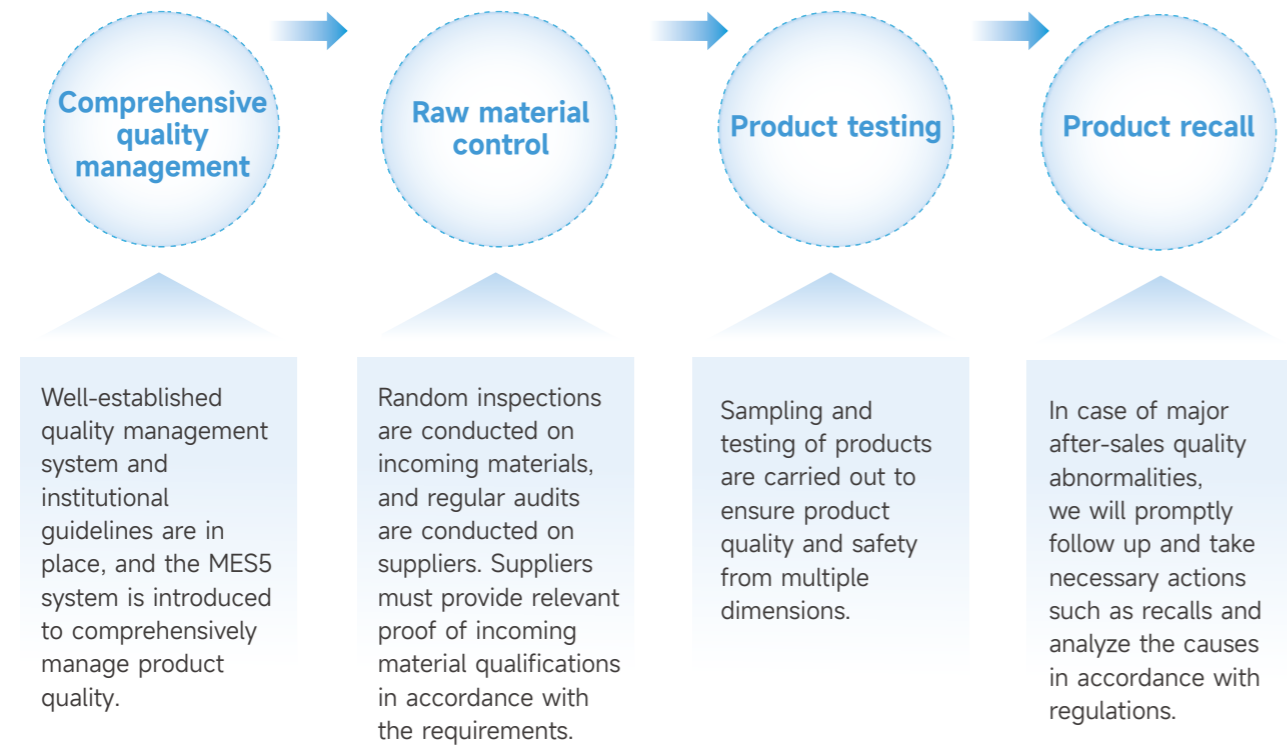 Comprehensive
quality
management
Raw material
control
Product testing
Product recall
Well-established
quality management
system and
institutional
guidelines are in
place, and the MES5
system is introduced
to comprehensively
manage product
quality.
Random inspections
are conducted on
incoming materials,
and regular audits
are conducted on
suppliers. Suppliers
must provide relevant
proof of incoming
material qualifications
in accordance with
the requirements.
Sampling and
testing of products
are carried out to
ensure product
quality and safety
from multiple
dimensions.
In case of major
after-sales quality
abnormalities,
we will promptly
follow up and take
necessary actions
such as recalls and
analyze the causes
in accordance with
regulations.